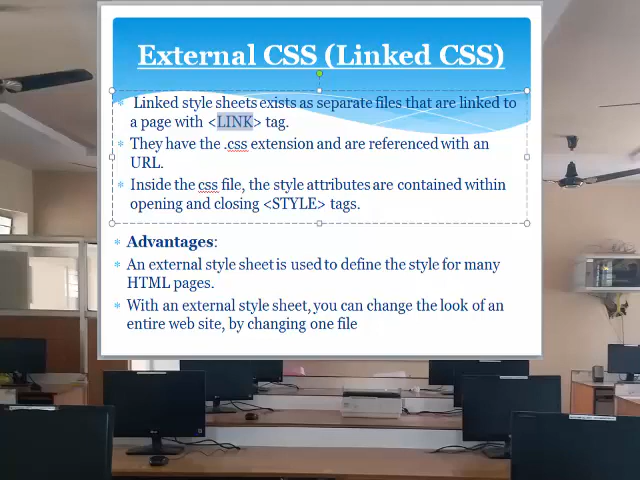 External CSS (Linked CSS)
Linked style sheets exists as separate files that are linked to
a page with <LINK> tag.
They have the .css extension and are referenced with an
URL.
Inside the css file, the style attributes are contained within
opening and closing <STYLE> tags.
Advantages:
An external style sheet is used to define the style for many
HTML pages.
With an external style sheet, you can change the look of an
entire web site, by changing one file